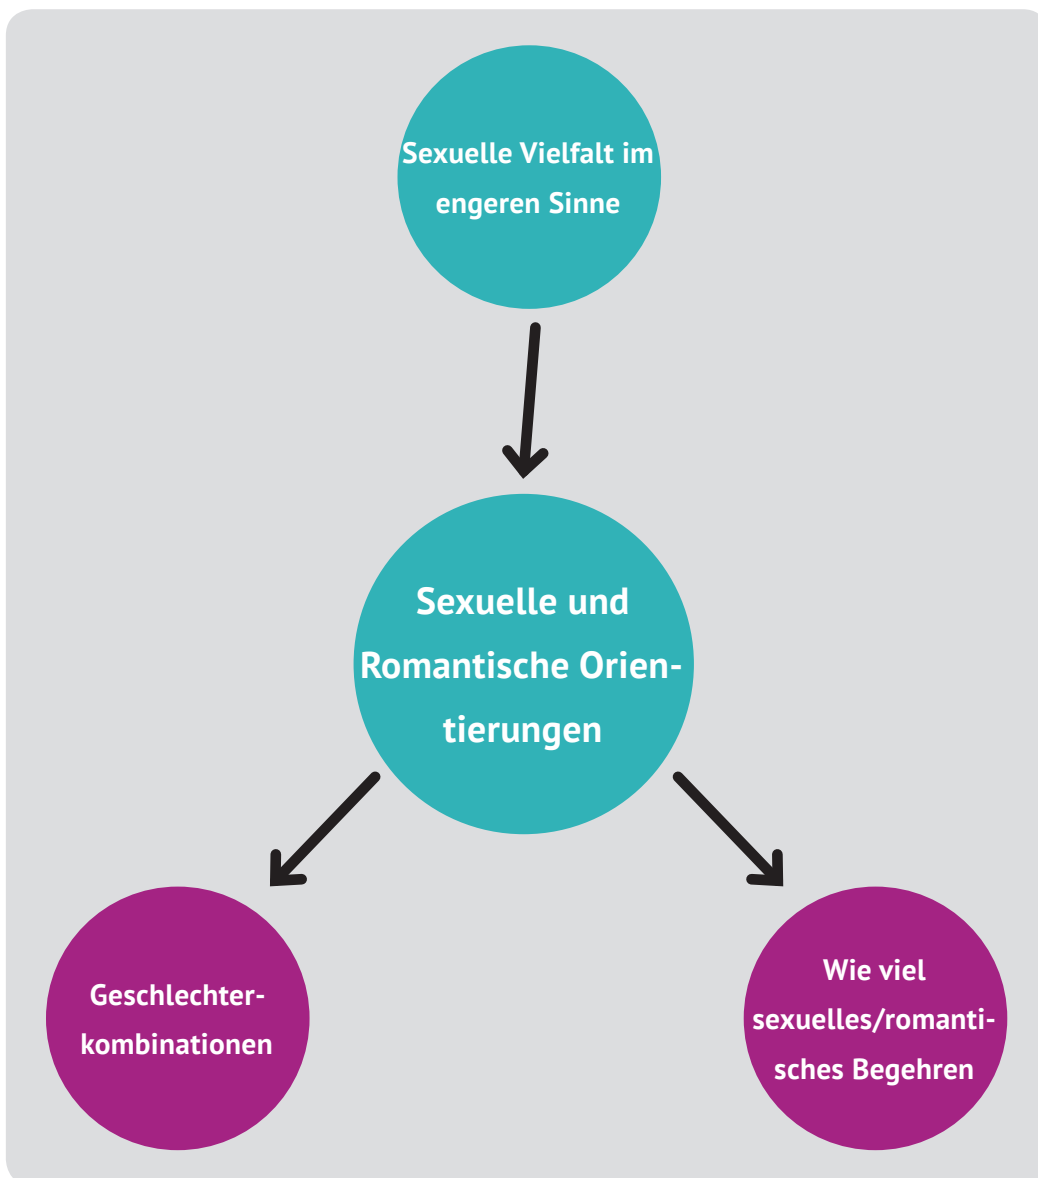 Sexuelle Vielfalt im
engeren Sinne
Sexuelle und
Romantische Orien-
tierungen
Geschlechter-
kombinationen
Wie viel
sexuelles/romanti-
sches Begehren